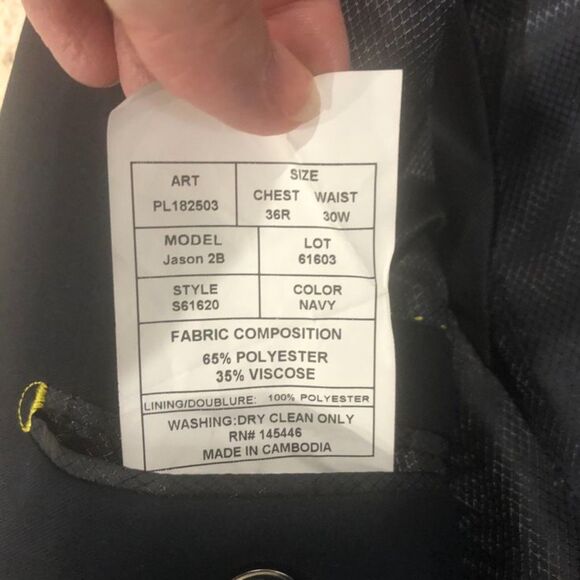 ART
PL182503
SIZE
CHEST WAIST
36R 30W
MODEL
Jason 2B
LOT
61603
STYLE
S61620
COLOR
NAVY
FABRIC COMPOSITION
65% POLYESTER
35% VISCOSE
LINING/DOUBLURE: 100% POLYESTER
WASHING:DRY CLEAN ONLY
RN# 145446
MADE IN CAMBODIA